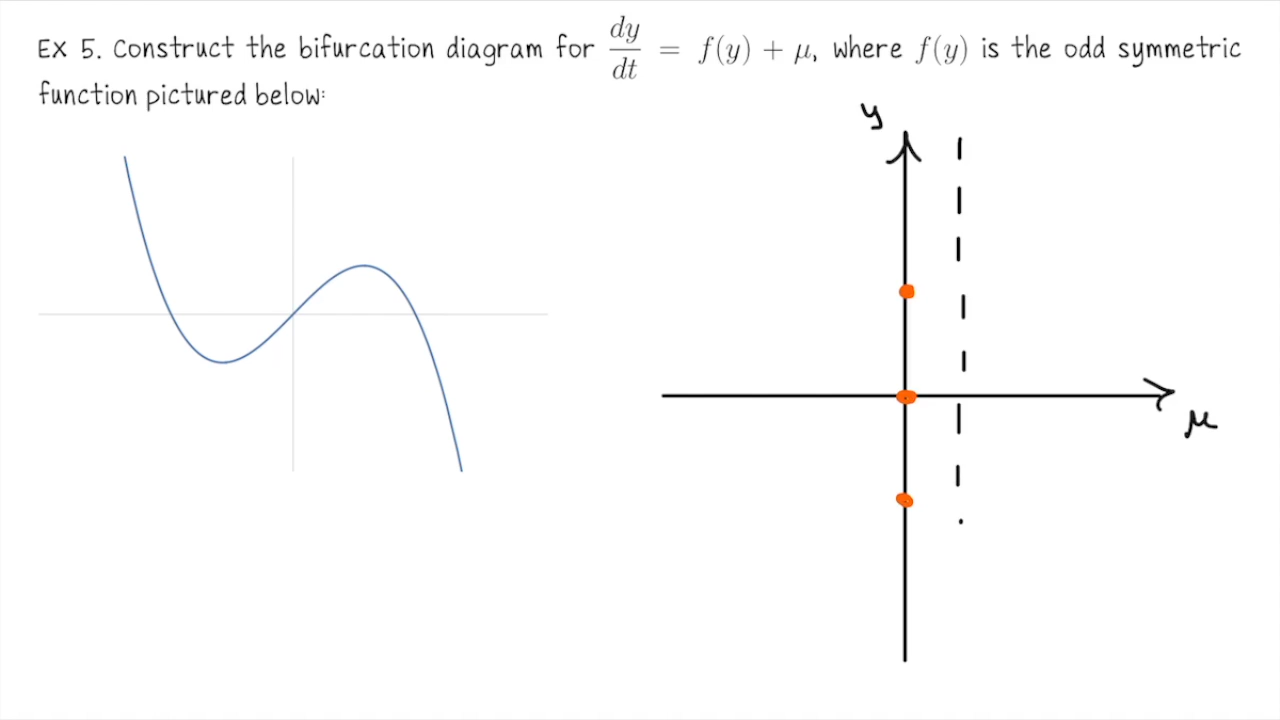 Ex 5. Construct the bifurcation diagram for dy/dt = f(y) + μ, where f(y) is the odd symmetric
function pictured below:
y
μ